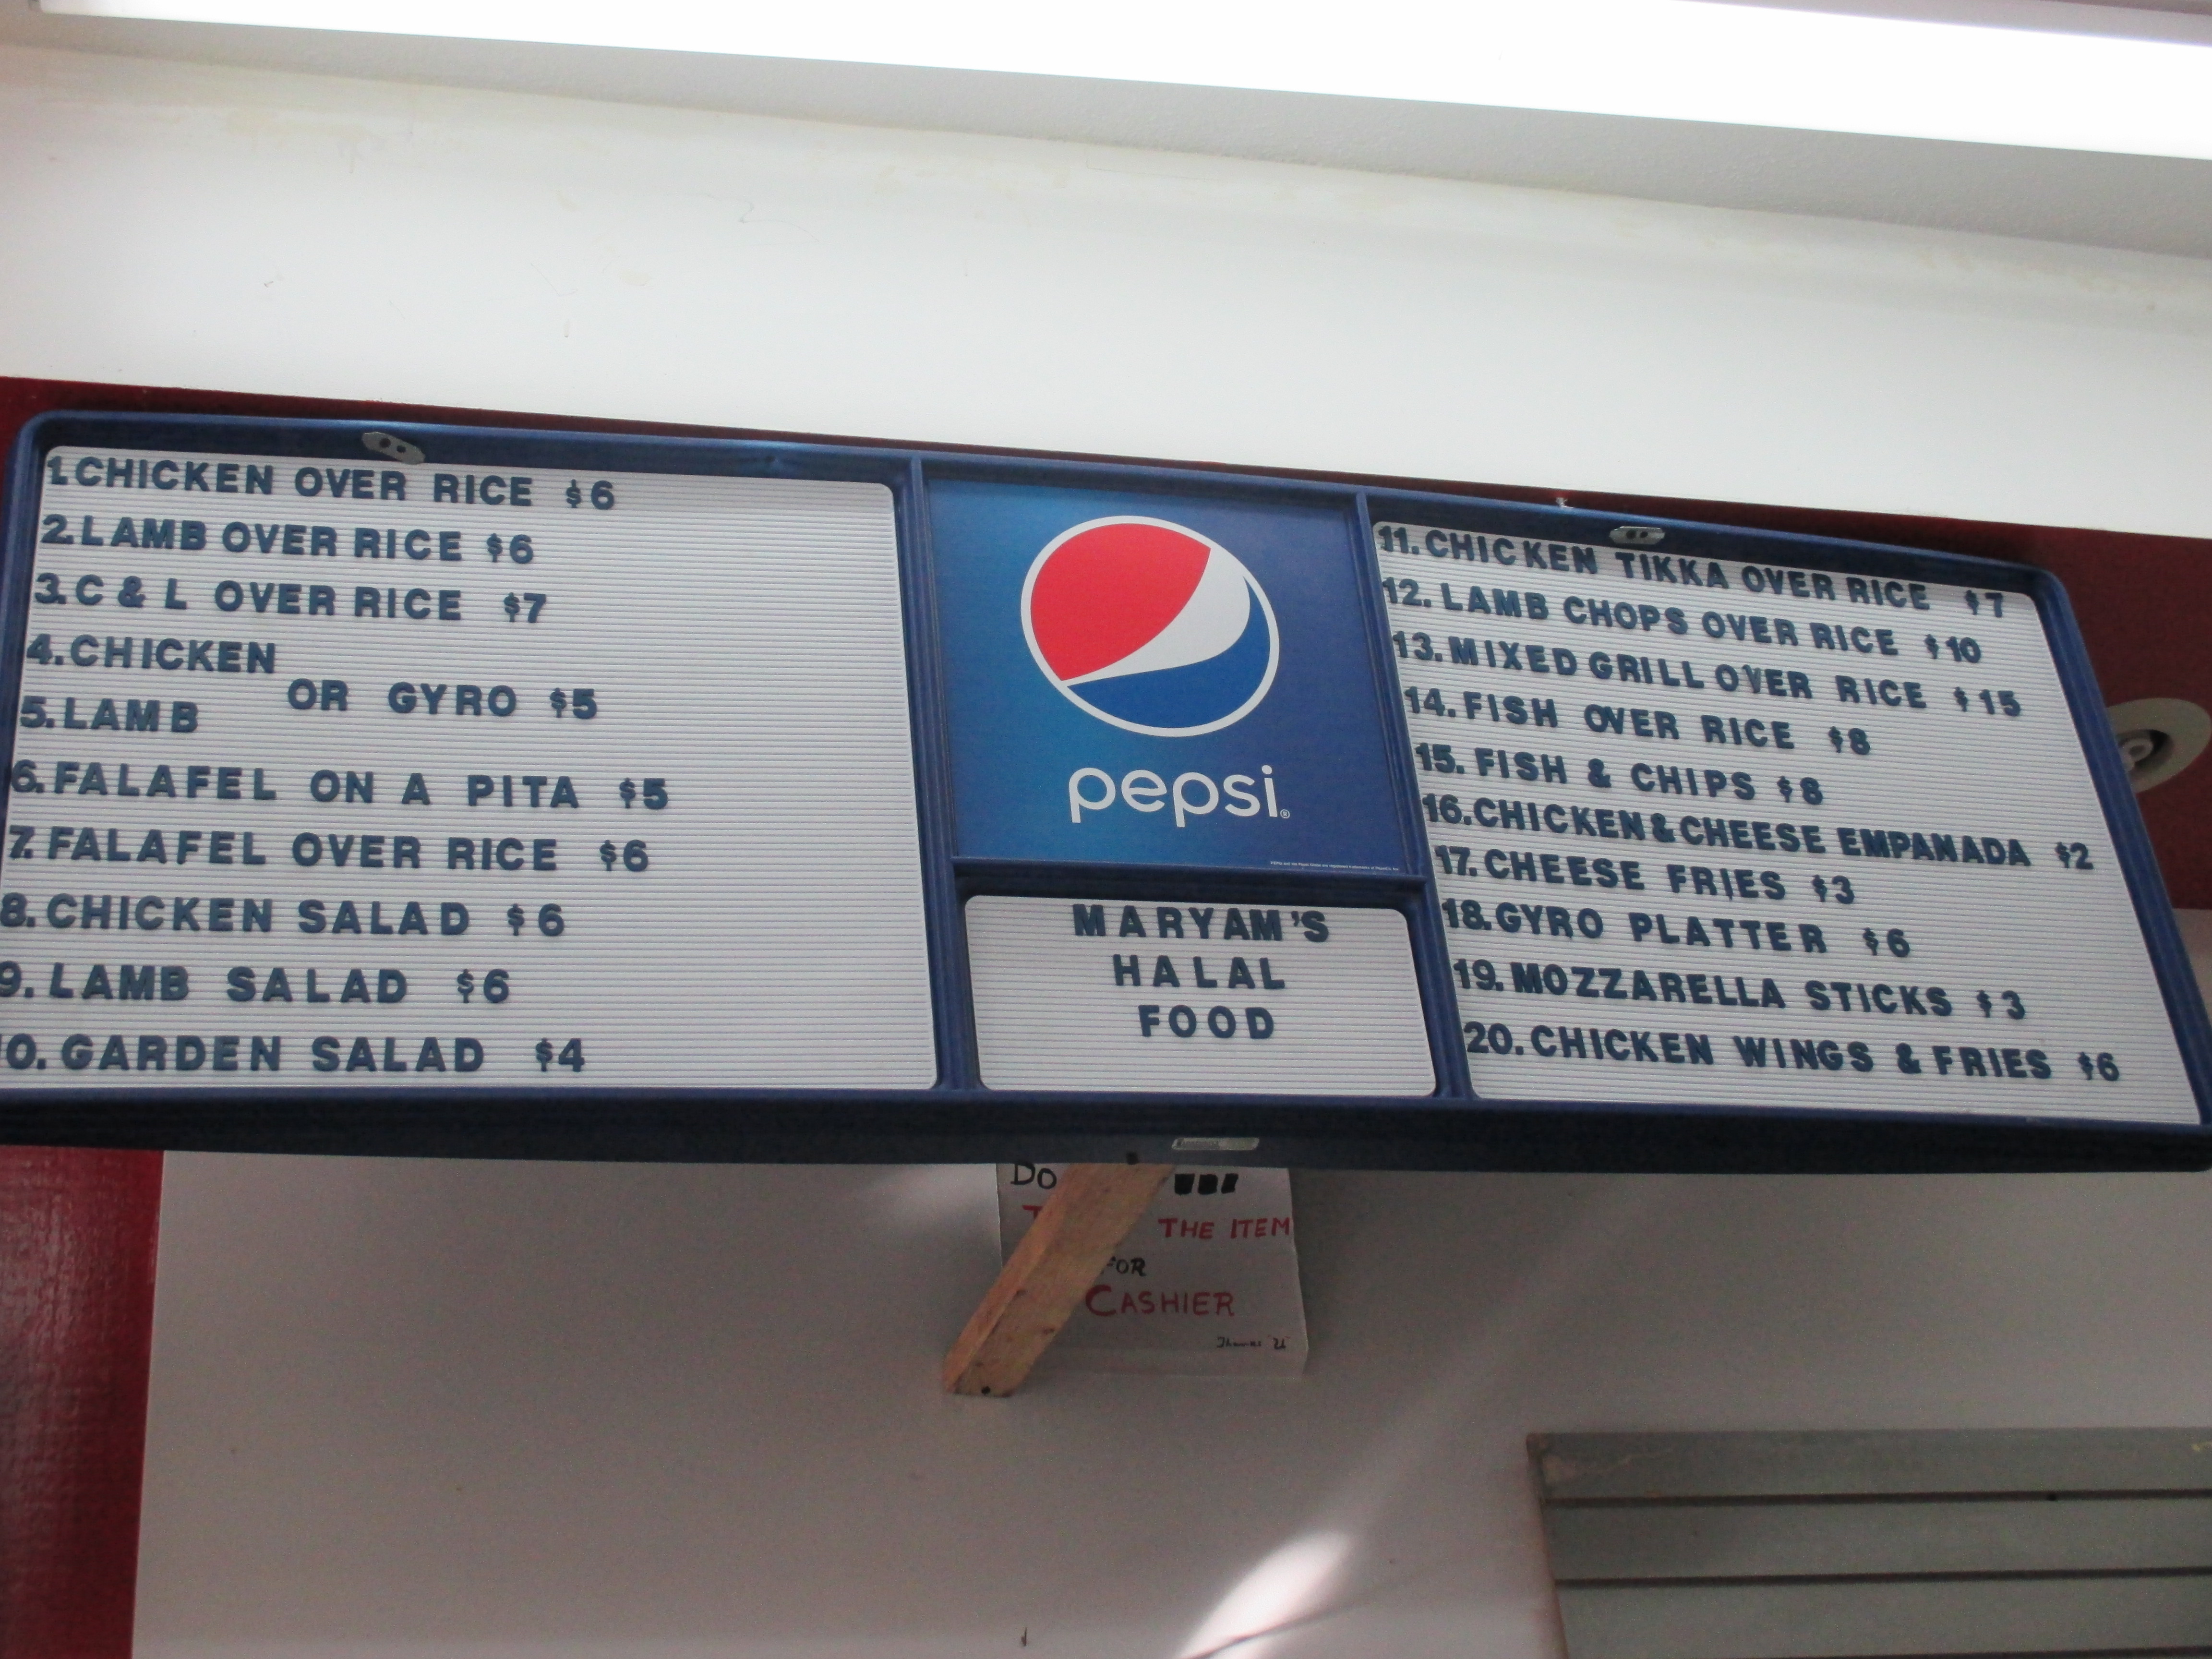 1.CHICKEN OVER RICE $6
2.LAMB OVER RICE $6
3.C & L OVER RICE $7
4.CHICKEN
OR GYRO $5
5.LAMB
6.FALAFEL ON A PITA $5
7.FALAFEL OVER RICE $6
8.CHICKEN SALAD $6
9.LAMB SALAD $6
0.GARDEN SALAD $4
pepsi
MARYAM'S
HALAL
FOOD
11.CHICKEN TIKKA OVER RICE $7
12.LAMB CHOPS OVER RICE $10
13.MIXED GRILL OVER RICE $15
14.FISH OVER RICE $8
15.FISH & CHIPS $8
16.CHICKEN & CHEESE EMPANADA $2
17.CHEESE FRIES $3
18.GYRO PLATTER $6
19.MOZZARELLA STICKS $3
20.CHICKEN WINGS & FRIES $6
DO
THE ITEM
FOR
CASHIER